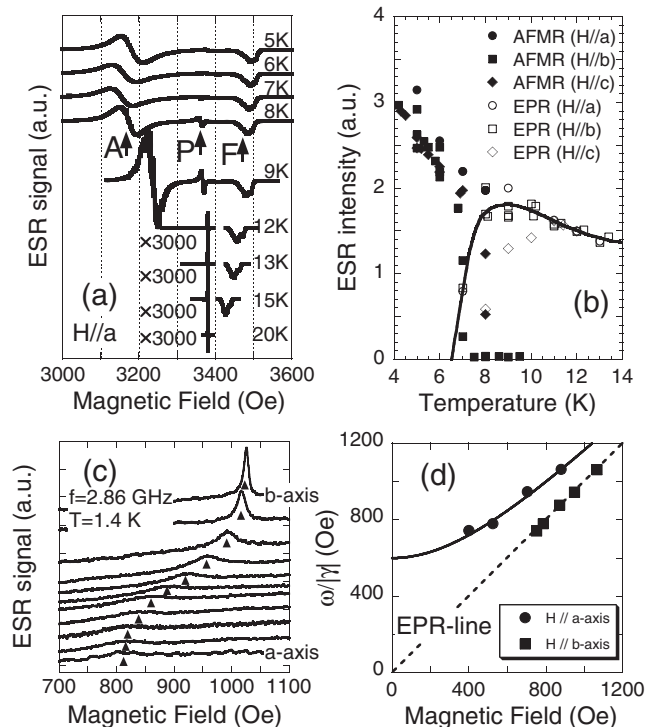 ESR signal (a.u.)
5K
6K
7K
8K
A
P
F
9K
×3000
12K
×3000
13K
×3000
15K
×3000
20K
(a)
H//a
3000
3200
3400
3600
Magnetic Field (Oe)
ESR intensity (a.u.)
4
3
2
1
0
AFMR (H//a)
AFMR (H//b)
AFMR (H//c)
EPR (H//a)
EPR (H//b)
EPR (H//c)
(b)
4 6 8 10 12 14
Temperature (K)
ESR signal (a.u.)
(c)
f=2.86 GHz
T=1.4 K
b-axis
a-axis
700 800 900 1000 1100
Magnetic Field (Oe)
ω/|γ| (Oe)
1200
(d)
900
600
300
0
EPR-line
H // a-axis
H // b-axis
0 400 800 1200
Magnetic Field (Oe)